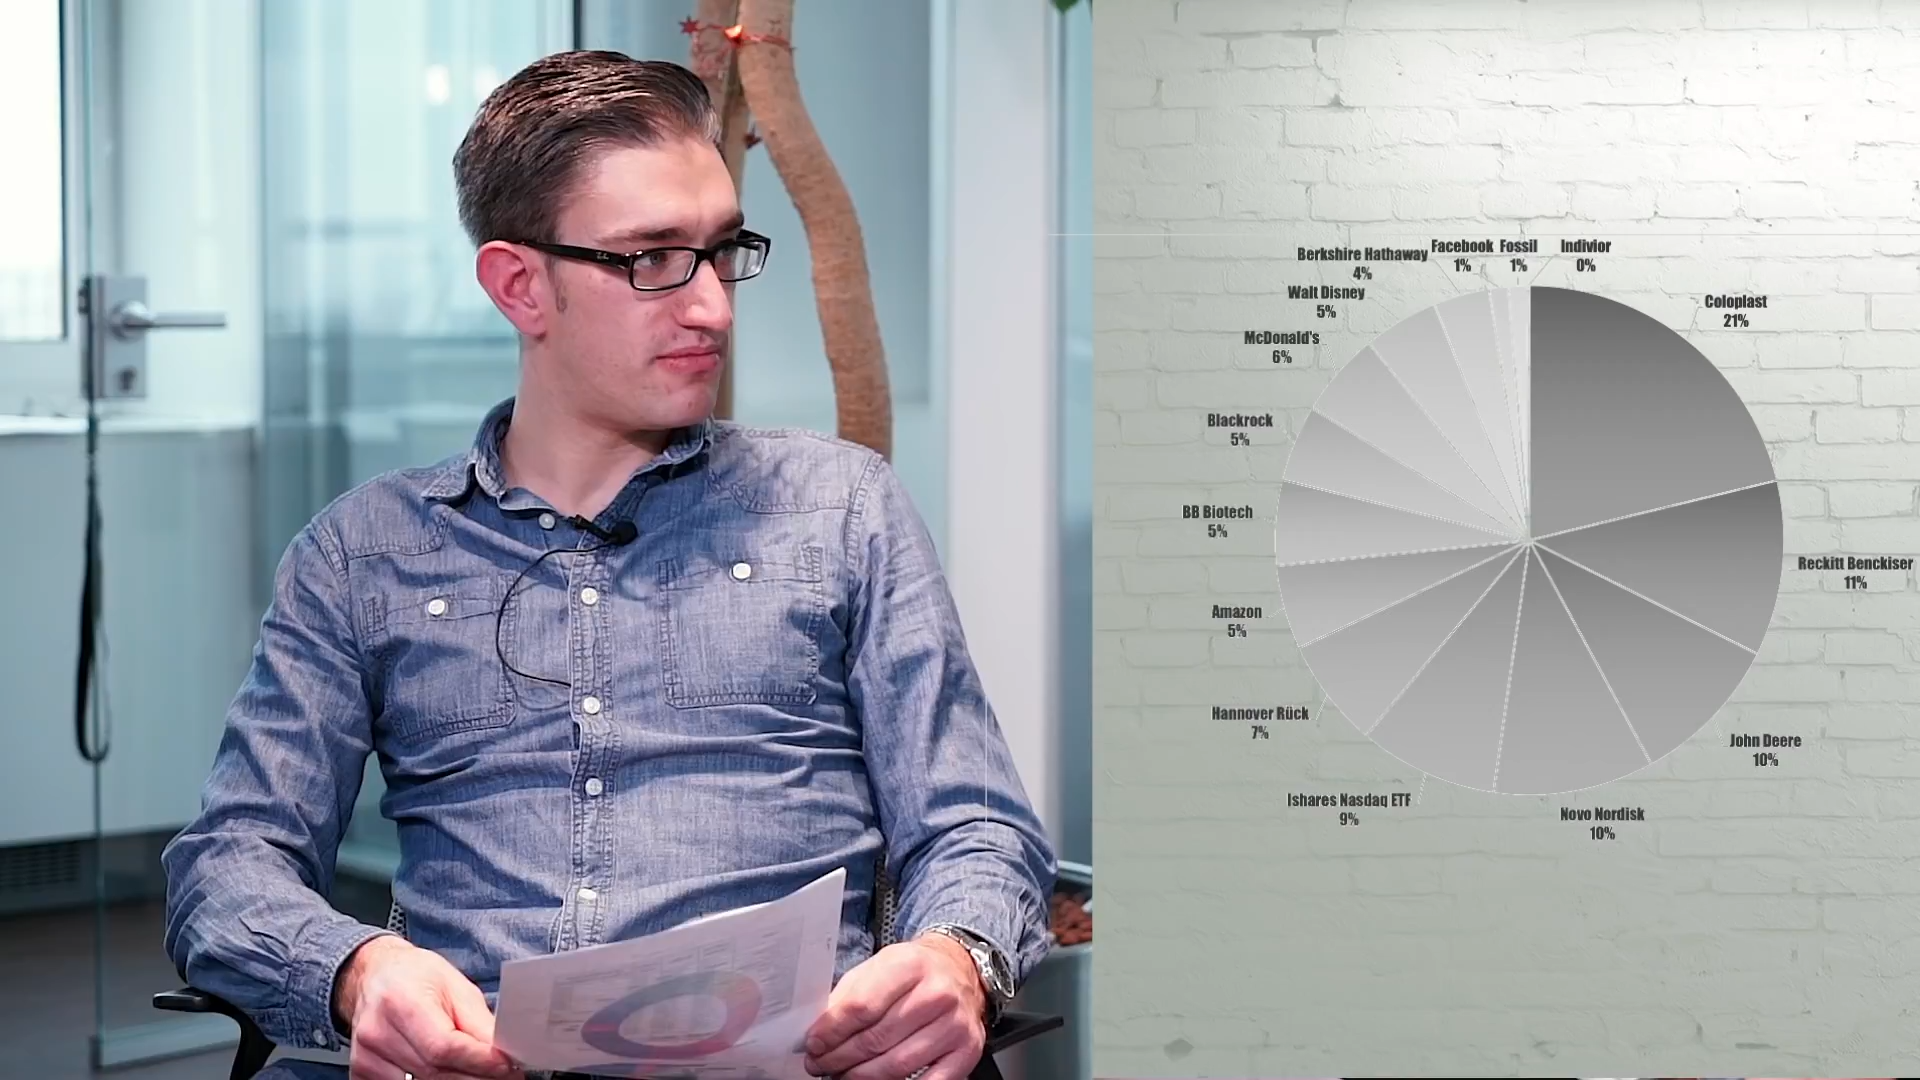 Berkshire Hathaway
4%
Facebook
1%
Fossil
1%
Indivior
0%
Coloplast
21%
Walt Disney
5%
McDonald's
6%
Blackrock
5%
BB Biotech
5%
Amazon
5%
Hannover Rück
7%
Ishares Nasdaq ETF
9%
Novo Nordisk
10%
John Deere
10%
Reckitt Benckiser
11%